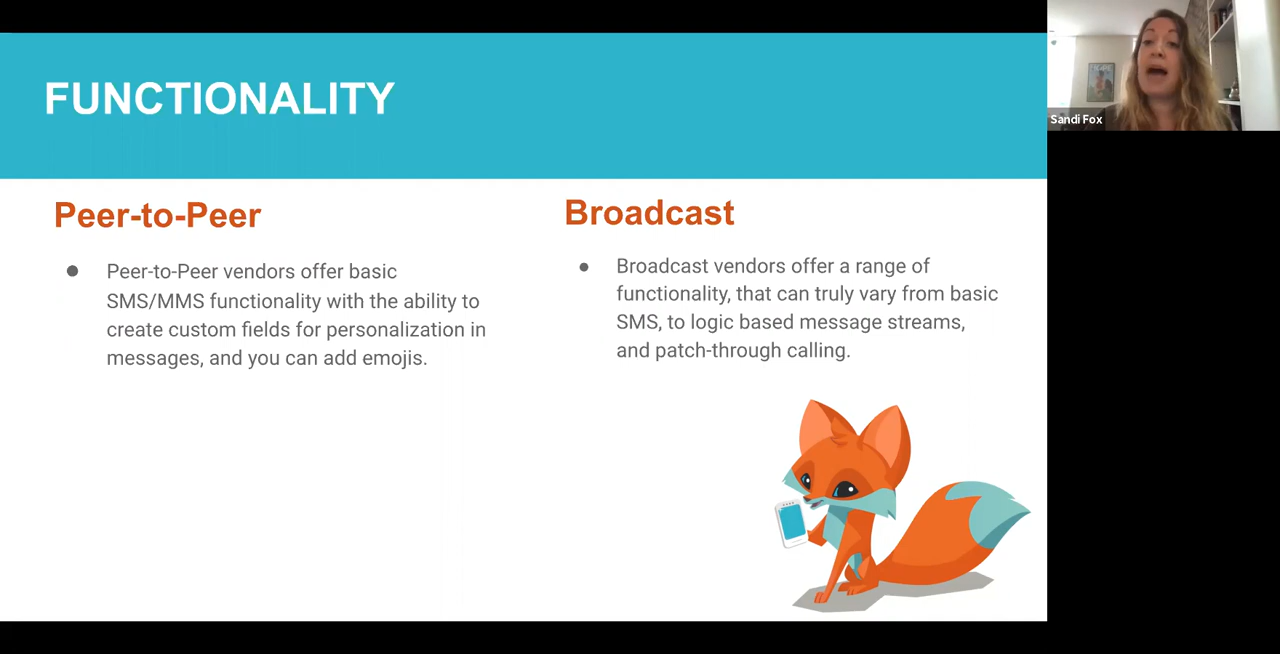 FUNCTIONALITY
Sandi Fox
Peer-to-Peer
● Peer-to-Peer vendors offer basic
SMS/MMS functionality with the ability to
create custom fields for personalization in
messages, and you can add emojis.
Broadcast
● Broadcast vendors offer a range of
functionality, that can truly vary from basic
SMS, to logic based message streams,
and patch-through calling.